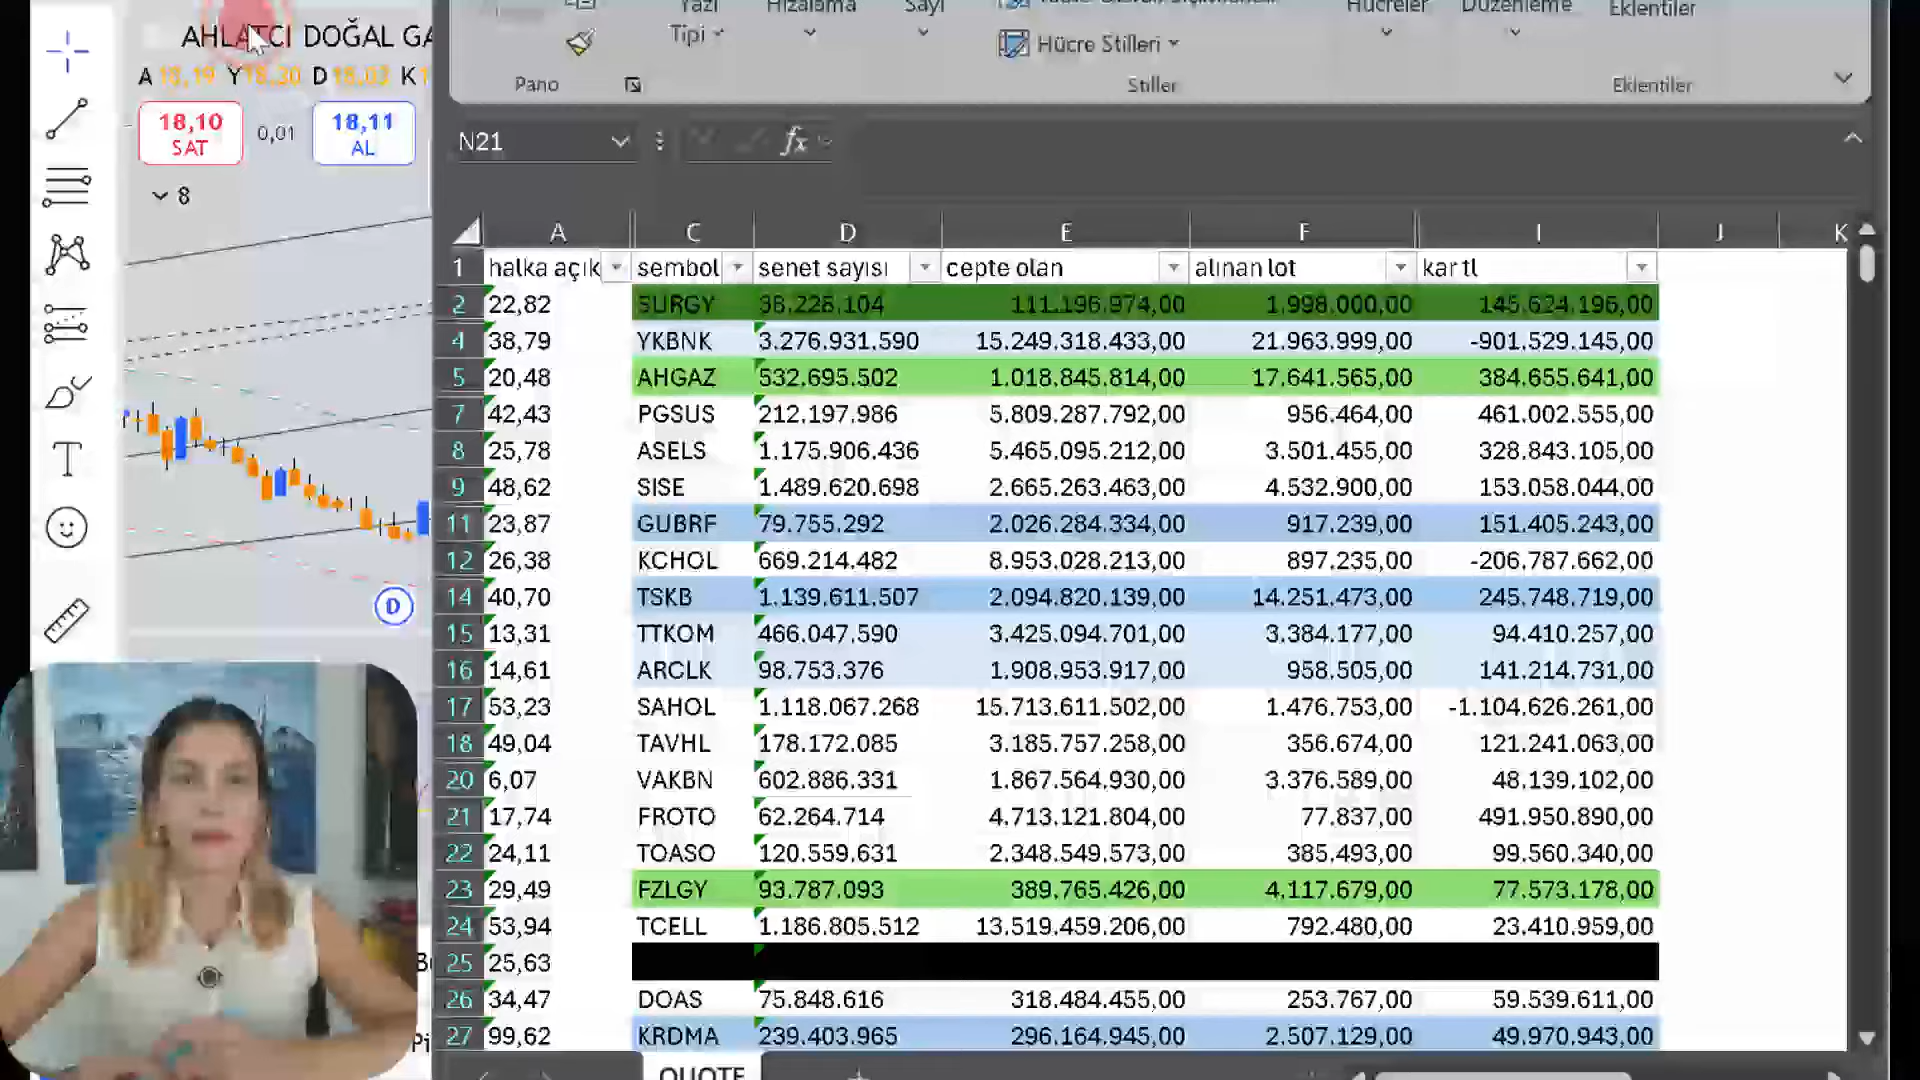 AHLATCI DOĞAL GA
A 18,19 Y 18,20 D 18,03 K
18,10
SAT
0,01
18,11
AL
8
D
Yazı
Tipi
Hizalama
Sayı
Hücreler
Düzenleme
Eklentiler
Hücre Stilleri
Pano
Stiller
Eklentiler
N21
fx
A C D E F I J K
1 halka açık sembol senet sayısı cepte olan alınan lot kar tl
2 22,82 SURGY 38.226.104 111.196.974,00 1.998.000,00 145.624.196,00
4 38,79 YKBNK 3.276.931.590 15.249.318.433,00 21.963.999,00 -901.529.145,00
5 20,48 AHGAZ 532.695.502 1.018.845.814,00 17.641.565,00 384.655.641,00
7 42,43 PGSUS 212.197.986 5.809.287.792,00 956.464,00 461.002.555,00
8 25,78 ASELS 1.175.906.436 5.465.095.212,00 3.501.455,00 328.843.105,00
9 48,62 SISE 1.489.620.698 2.665.263.463,00 4.532.900,00 153.058.044,00
11 23,87 GUBRF 79.755.292 2.026.284.334,00 917.239,00 151.405.243,00
12 26,38 KCHOL 669.214.482 8.953.028.213,00 897.235,00 -206.787.662,00
14 40,70 TSKB 1.139.611.507 2.094.820.139,00 14.251.473,00 245.748.719,00
15 13,31 TTKOM 466.047.590 3.425.094.701,00 3.384.177,00 94.410.257,00
16 14,61 ARCLK 98.753.376 1.908.953.917,00 958.505,00 141.214.731,00
17 53,23 SAHOL 1.118.067.268 15.713.611.502,00 1.476.753,00 -1.104.626.261,00
18 49,04 TAVHL 178.172.085 3.185.757.258,00 356.674,00 121.241.063,00
20 6,07 VAKBN 602.886.331 1.867.564.930,00 3.376.589,00 48.139.102,00
21 17,74 FROTO 62.264.714 4.713.121.804,00 77.837,00 491.950.890,00
22 24,11 TOASO 120.559.631 2.348.549.573,00 385.493,00 99.560.340,00
23 29,49 FZLGY 93.787.093 389.765.426,00 4.117.679,00 77.573.178,00
24 53,94 TCELL 1.186.805.512 13.519.459.206,00 792.480,00 23.410.959,00
25 25,63
26 34,47 DOAS 75.848.616 318.484.455,00 253.767,00 59.539.611,00
27 99,62 KRDMA 239.403.965 296.164.945,00 2.507.129,00 49.970.943,00
QUOTE